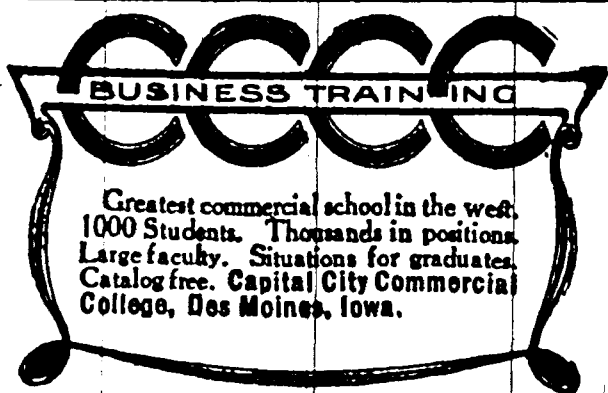 CCCC
BUSINESS TRAINING
Greatest commercial school in the west.
1000 Students. Thousands in positions.
Large faculty. Situations for graduates.
Catalog free. Capital City Commercial
College, Des Moines, Iowa.